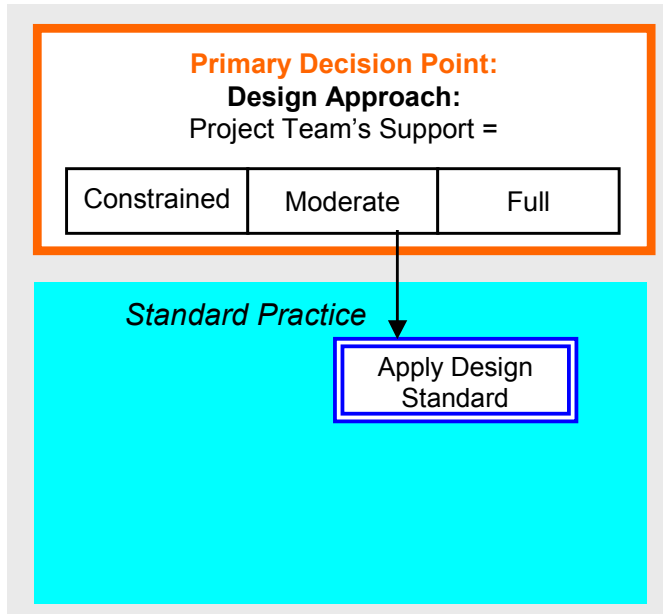 Primary Decision Point:
Design Approach:
Project Team’s Support =
Constrained Moderate Full
Standard Practice
Apply Design
Standard